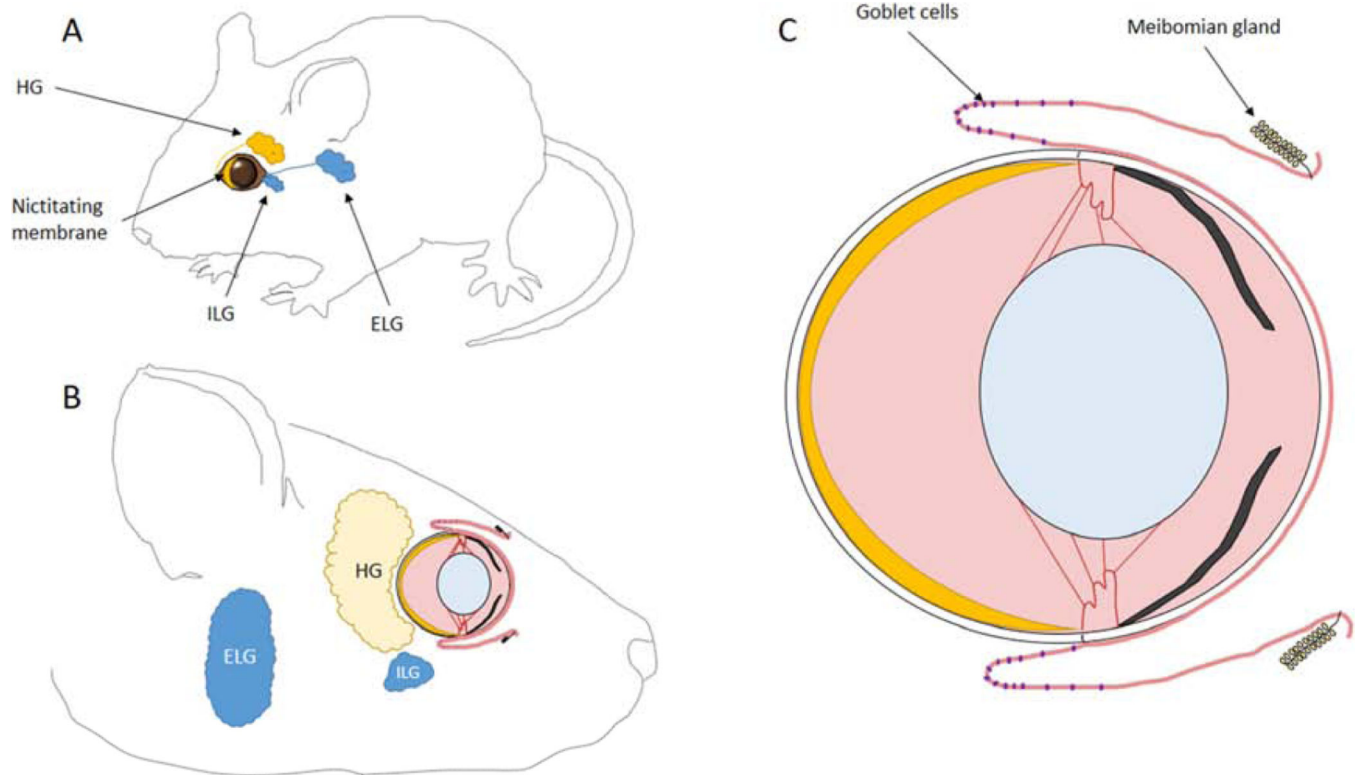 A
HG
Nictitating
membrane
ILG
ELG
B
HG
ELG
ILG
C
Goblet cells
Meibomian gland